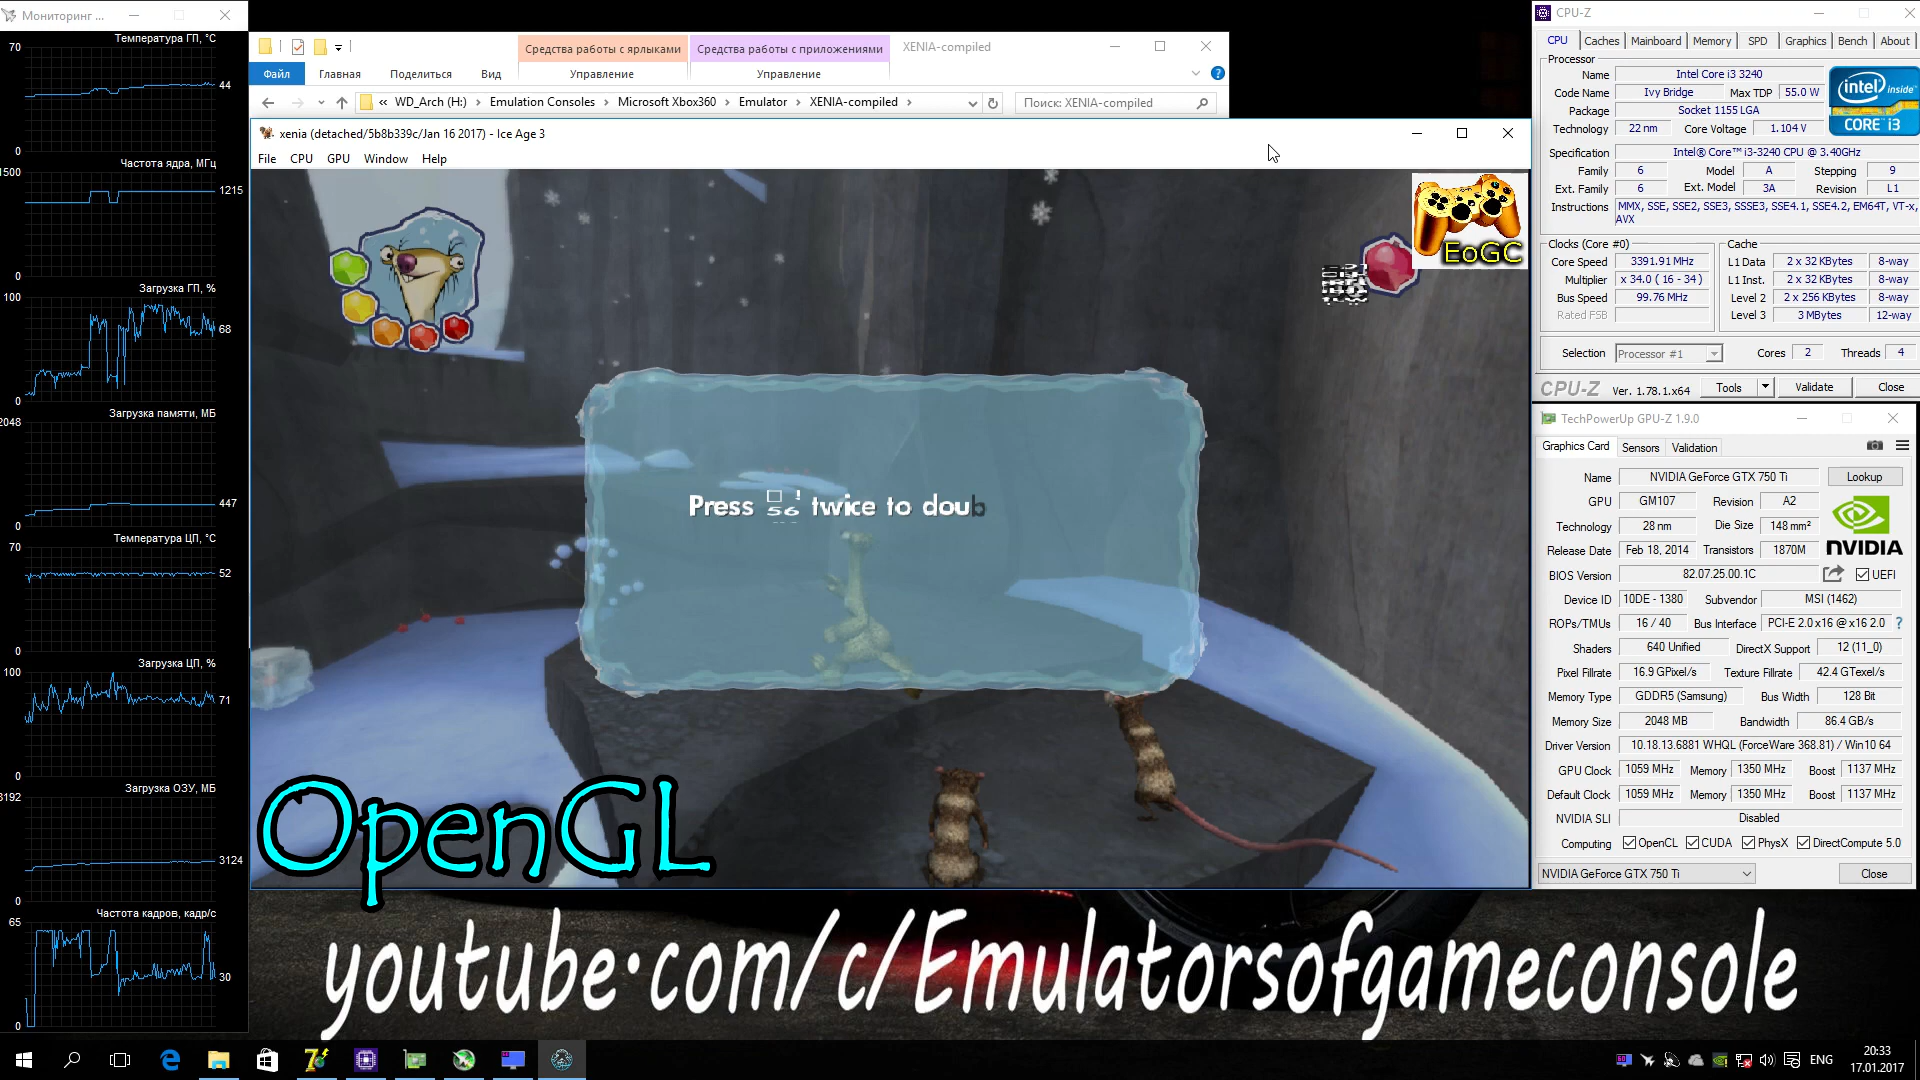 Мониторинг ...
Температура ГП, °C
70
44
0
Частота ядра, МГц
1500
1215
0
Загрузка ГП, %
100
68
0
Загрузка памяти, МБ
2048
447
0
Температура ЦП, °C
70
52
0
Загрузка ЦП, %
100
71
0
Загрузка ОЗУ, МБ
8192
3124
0
Частота кадров, кадр/с
65
30
0
Средства работы с ярлыками Средства работы с приложениями XENIA-compiled
Файл Главная Поделиться Вид Управление Управление
« WD_Arch (H:) Emulation Consoles Microsoft Xbox360 Emulator XENIA-compiled
Поиск: XENIA-compiled
xenia (detached/5b8b339c/Jan 16 2017) - Ice Age 3
File CPU GPU Window Help
EoGC
Press twice to doub
OpenGL
youtube.com/c/Emulatorsofgameconsole
CPU-Z
CPU Caches Mainboard Memory SPD Graphics Bench About
Processor
Name Intel Core i3 3240
Code Name Ivy Bridge Max TDP 55.0 W
Package Socket 1155 LGA
Technology 22 nm Core Voltage 1.104 V
intel inside™
CORE i3
Specification Intel® Core™ i3-3240 CPU @ 3.40GHz
Family 6 Model A Stepping 9
Ext. Family 6 Ext. Model 3A Revision L1
Instructions MMX, SSE, SSE2, SSE3, SSSE3, SSE4.1, SSE4.2, EM64T, VT-x,
AVX
Clocks (Core #0) Cache
Core Speed 3391.91 MHz L1 Data 2 x 32 KBytes 8-way
Multiplier x 34.0 ( 16 - 34 ) L1 Inst. 2 x 32 KBytes 8-way
Bus Speed 99.76 MHz Level 2 2 x 256 KBytes 8-way
Rated FSB Level 3 3 MBytes 12-way
Selection Processor #1 Cores 2 Threads 4
CPU-Z Ver. 1.78.1.x64 Tools Validate Close
TechPowerUp GPU-Z 1.9.0
Graphics Card Sensors Validation
Name NVIDIA GeForce GTX 750 Ti Lookup
GPU GM107 Revision A2
Technology 28 nm Die Size 148 mm²
Release Date Feb 18, 2014 Transistors 1870M
NVIDIA
BIOS Version 82.07.25.00.1C UEFI
Device ID 10DE - 1380 Subvendor MSI (1462)
ROPs/TMUs 16 / 40 Bus Interface PCI-E 2.0 x16 @ x16 2.0 ?
Shaders 640 Unified DirectX Support 12 (11_0)
Pixel Fillrate 16.9 GPixel/s Texture Fillrate 42.4 GTexel/s
Memory Type GDDR5 (Samsung) Bus Width 128 Bit
Memory Size 2048 MB Bandwidth 86.4 GB/s
Driver Version 10.18.13.6881 WHQL (ForceWare 368.81) / Win10 64
GPU Clock 1059 MHz Memory 1350 MHz Boost 1137 MHz
Default Clock 1059 MHz Memory 1350 MHz Boost 1137 MHz
NVIDIA SLI Disabled
Computing OpenCL CUDA PhysX DirectCompute 5.0
NVIDIA GeForce GTX 750 Ti Close
ENG
20:33
17.01.2017